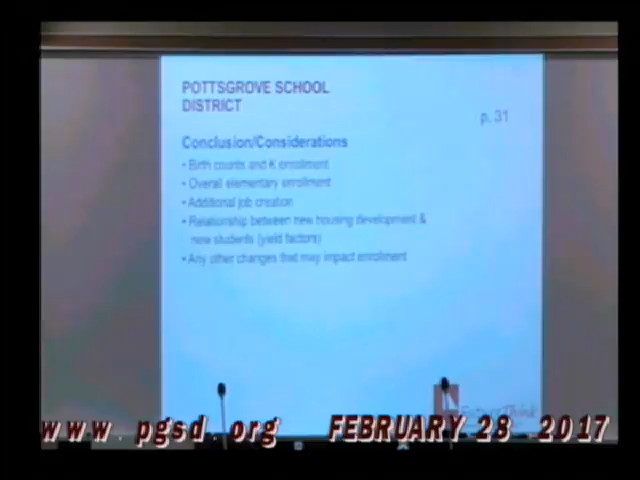 POTTSGROVE SCHOOL
DISTRICT
p. 31
Conclusion/Considerations
• Birth counts and K enrollment
• Overall elementary enrollment
• Additional job creation
• Relationship between new housing development &
new students (yield factors)
• Any other changes that may impact enrollment
FutureThink
www. pgsd. org FEBRUARY 28 2017